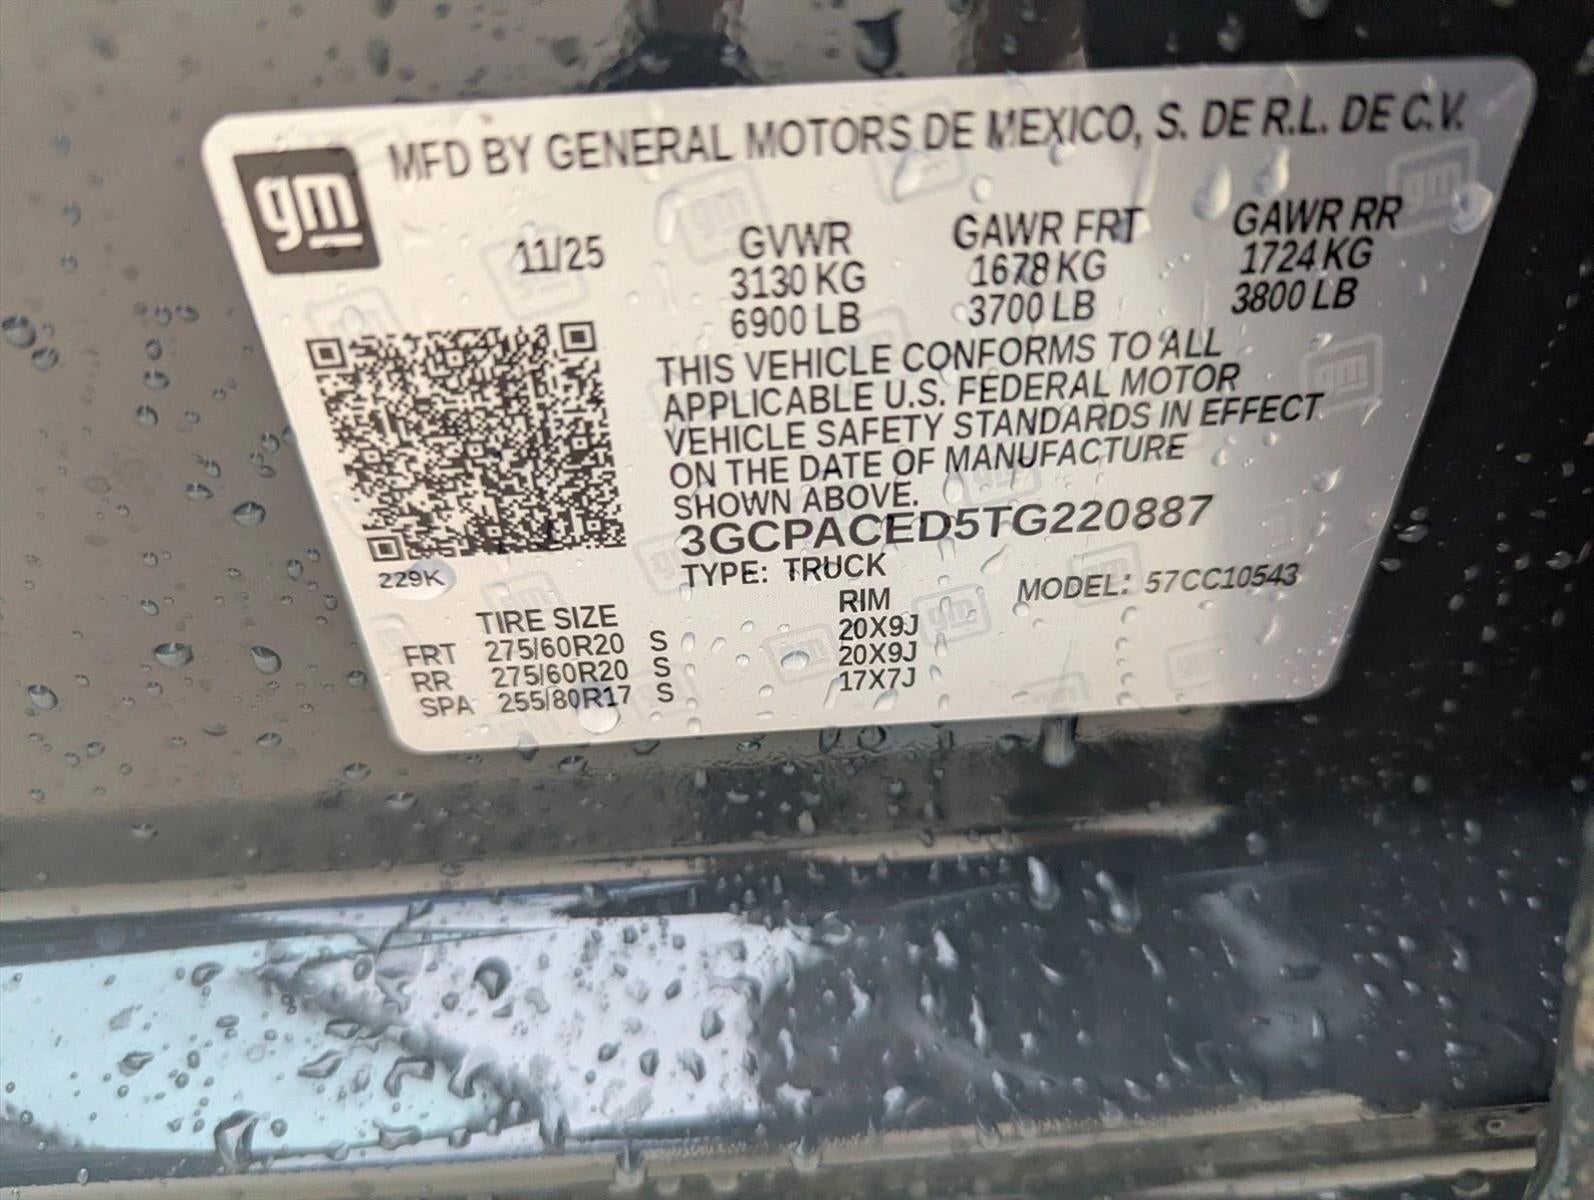 gm
MFD BY GENERAL MOTORS DE MEXICO, S. DE R.L. DE C.V.
11/25 GVWR GAWR FRT GAWR RR
3130 KG 1678 KG 1724 KG
6900 LB 3700 LB 3800 LB
THIS VEHICLE CONFORMS TO ALL
APPLICABLE U.S. FEDERAL MOTOR
VEHICLE SAFETY STANDARDS IN EFFECT
ON THE DATE OF MANUFACTURE
SHOWN ABOVE.
3GCPACED5TG220887
229K TYPE: TRUCK MODEL: 57CC10543
TIRE SIZE RIM
FRT 275/60R20 S 20X9J
RR 275/60R20 S 20X9J
SPA 255/80R17 S 17X7J